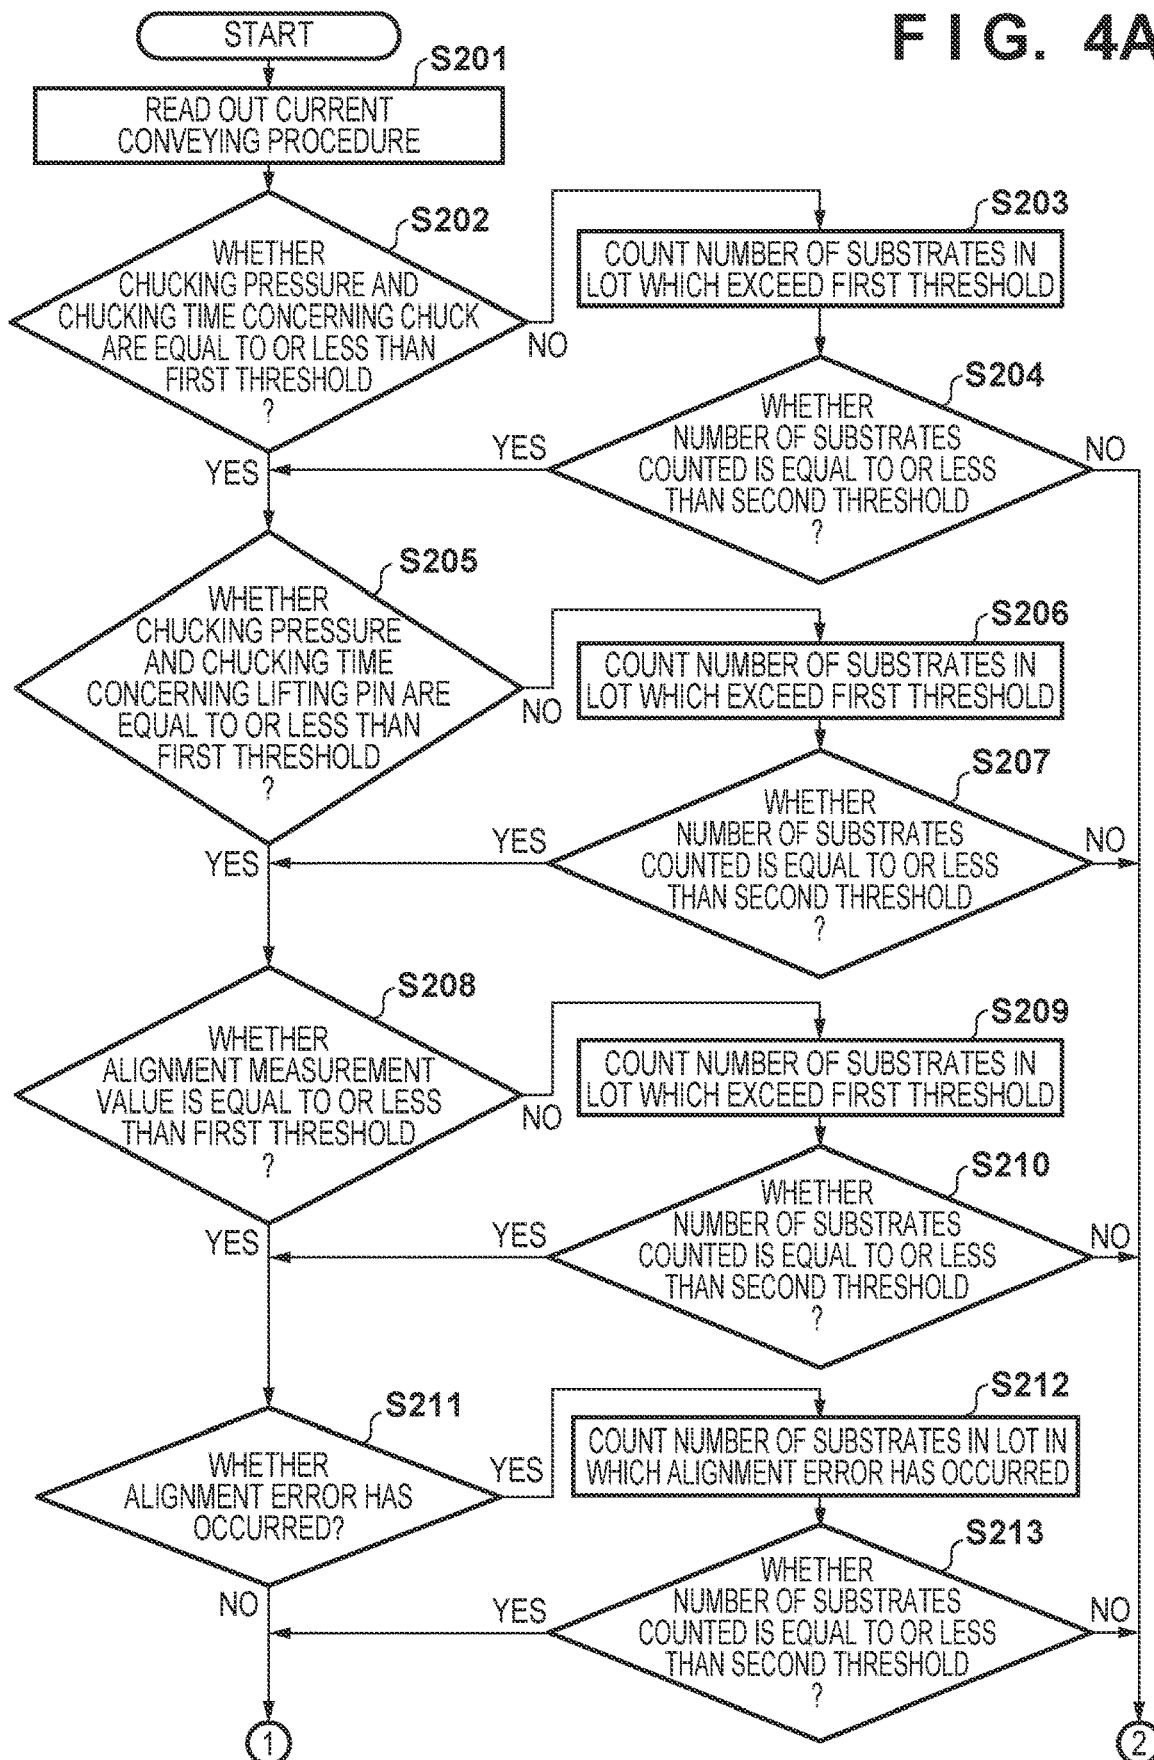 FIG. 4A
START
S201
READ OUT CURRENT
CONVEYING PROCEDURE
S202
WHETHER
CHUCKING PRESSURE AND
CHUCKING TIME CONCERNING CHUCK
ARE EQUAL TO OR LESS THAN
FIRST THRESHOLD
?
NO
YES
S203
COUNT NUMBER OF SUBSTRATES IN
LOT WHICH EXCEED FIRST THRESHOLD
S204
WHETHER
NUMBER OF SUBSTRATES
COUNTED IS EQUAL TO OR LESS
THAN SECOND THRESHOLD
?
YES
NO
S205
WHETHER
CHUCKING PRESSURE
AND CHUCKING TIME
CONCERNING LIFTING PIN ARE
EQUAL TO OR LESS THAN
FIRST THRESHOLD
?
NO
YES
S206
COUNT NUMBER OF SUBSTRATES IN
LOT WHICH EXCEED FIRST THRESHOLD
S207
WHETHER
NUMBER OF SUBSTRATES
COUNTED IS EQUAL TO OR LESS
THAN SECOND THRESHOLD
?
YES
NO
S208
WHETHER
ALIGNMENT MEASUREMENT
VALUE IS EQUAL TO OR LESS
THAN FIRST THRESHOLD
?
NO
YES
S209
COUNT NUMBER OF SUBSTRATES IN
LOT WHICH EXCEED FIRST THRESHOLD
S210
WHETHER
NUMBER OF SUBSTRATES
COUNTED IS EQUAL TO OR LESS
THAN SECOND THRESHOLD
?
YES
NO
S211
WHETHER
ALIGNMENT ERROR HAS
OCCURRED?
YES
NO
S212
COUNT NUMBER OF SUBSTRATES IN LOT IN
WHICH ALIGNMENT ERROR HAS OCCURRED
S213
WHETHER
NUMBER OF SUBSTRATES
COUNTED IS EQUAL TO OR LESS
THAN SECOND THRESHOLD
?
YES
NO
1
2